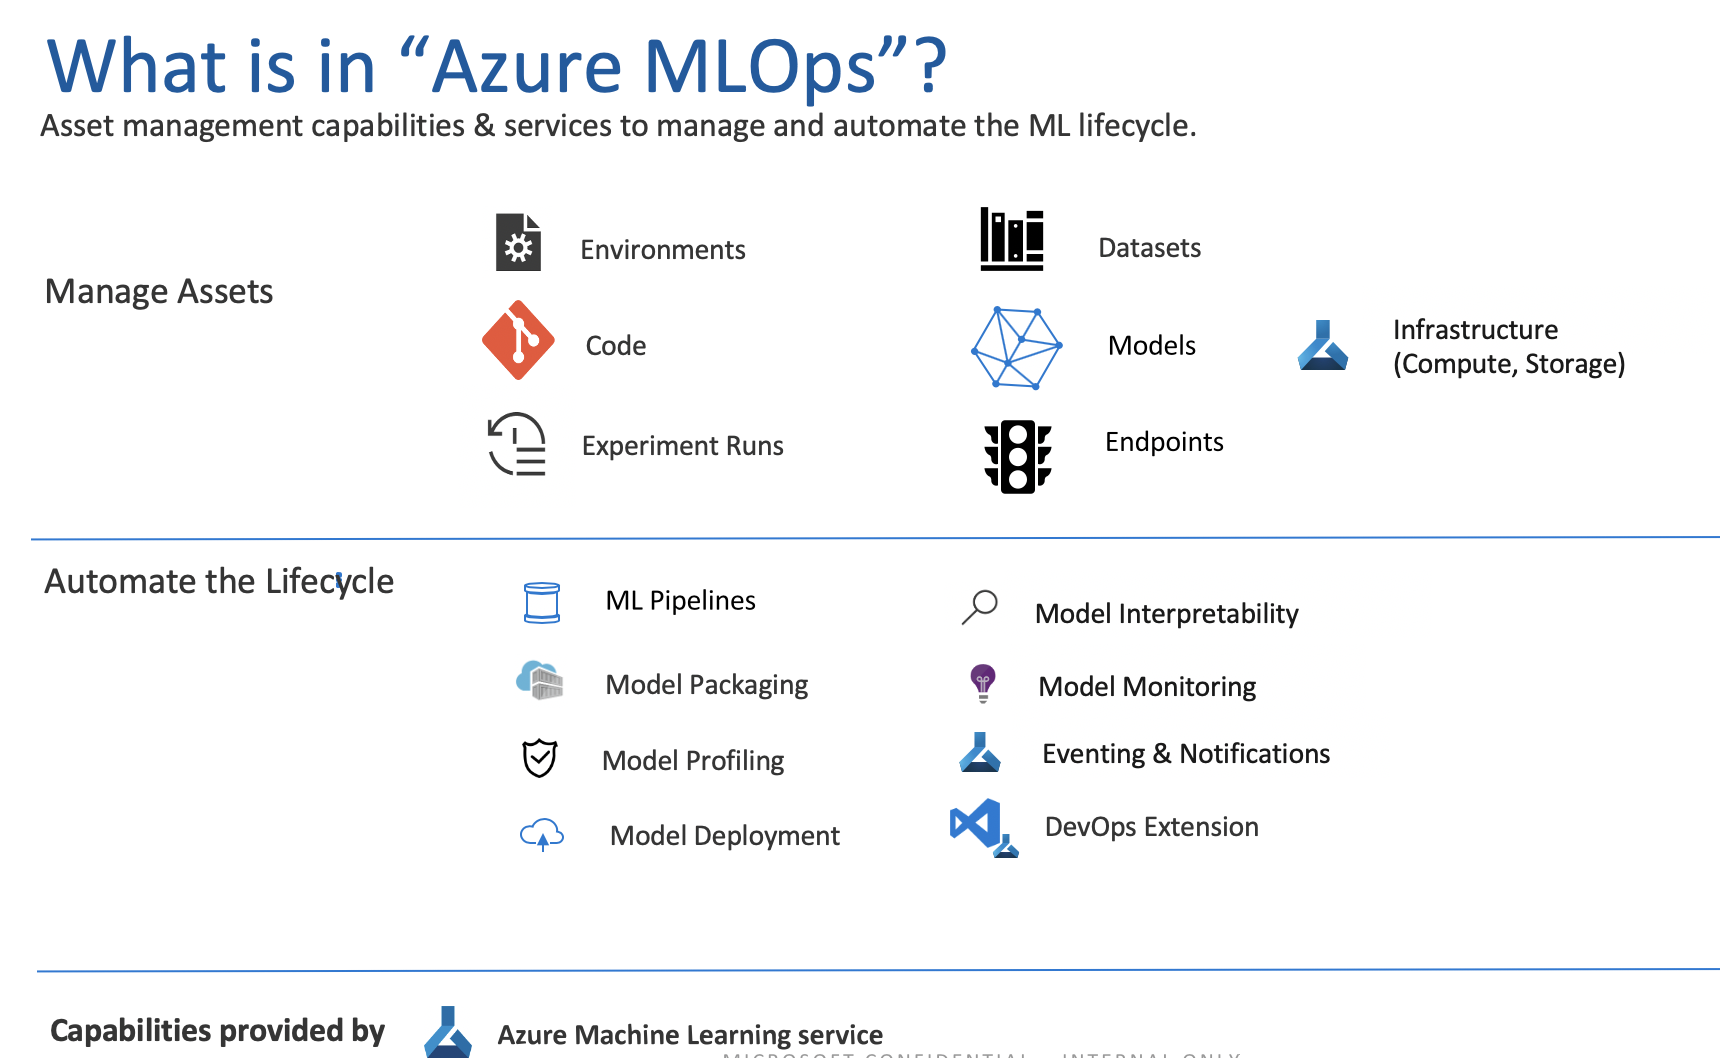 What is in “Azure MLOps”?
Asset management capabilities & services to manage and automate the ML lifecycle.
Manage Assets
Environments
Datasets
Code
Models
Infrastructure
(Compute, Storage)
Experiment Runs
Endpoints
Automate the Lifecycle
ML Pipelines
Model Interpretability
Model Packaging
Model Monitoring
Model Profiling
Eventing & Notifications
Model Deployment
DevOps Extension
Capabilities provided by
Azure Machine Learning service
MICROSOFT CONFIDENTIAL – INTERNAL ONLY